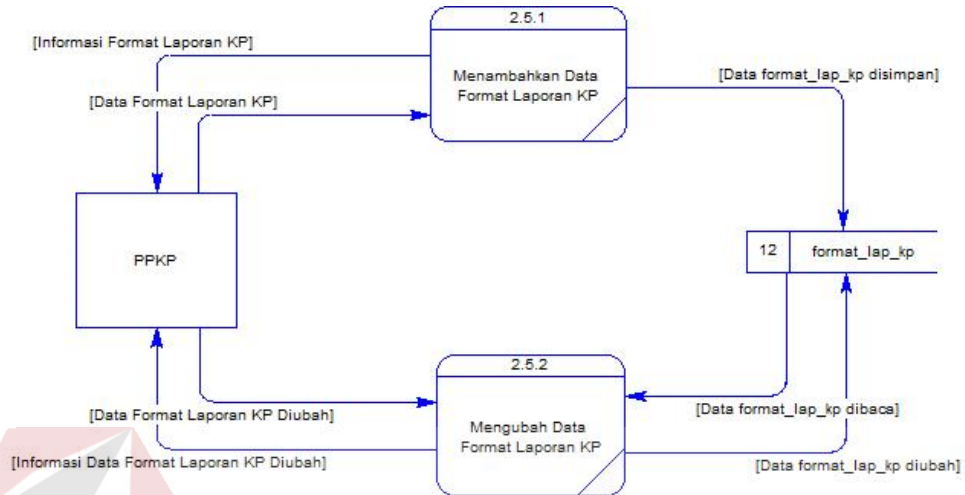 2.5.1
[Informasi Format Laporan KP]
Menambahkan Data
Format Laporan KP
[Data format_lap_kp disimpan]
[Data Format Laporan KP]
PPKP
12
format_lap_kp
2.5.2
[Data Format Laporan KP Diubah]
[Data format_lap_kp dibaca]
Mengubah Data
Format Laporan KP
[Informasi Data Format Laporan KP Diubah]
[Data format_lap_kp diubah]